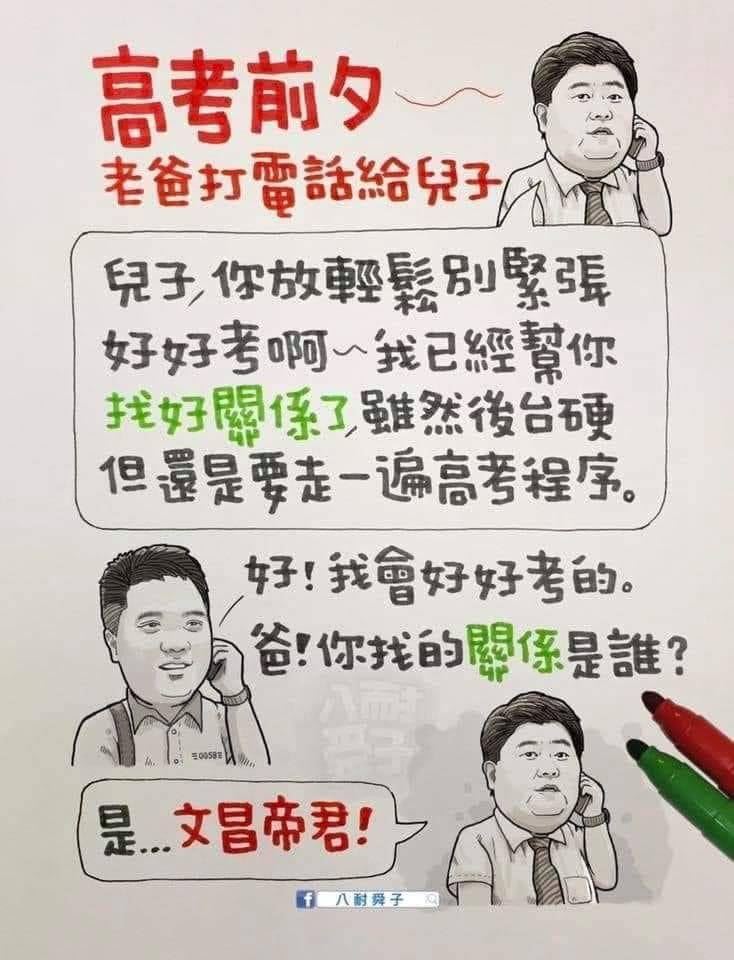 高考前夕
老爸打電話給兒子
兒子,你放輕鬆別緊張
好好考啊~我已經幫你
找好關係了,雖然後台硬
但還是要走一遍高考程序。
好!我會好好考的。
爸!你找的關係是誰?
是...文昌帝君!
八耐舜子
八耐舜子